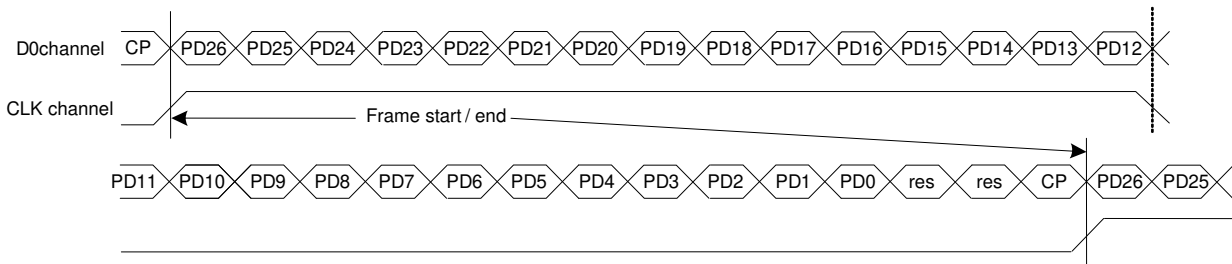 D0channel CP PD26 PD25 PD24 PD23 PD22 PD21 PD20 PD19 PD18 PD17 PD16 PD15 PD14 PD13 PD12
CLK channel
Frame start / end
PD11 PD10 PD9 PD8 PD7 PD6 PD5 PD4 PD3 PD2 PD1 PD0 res res CP PD26 PD25